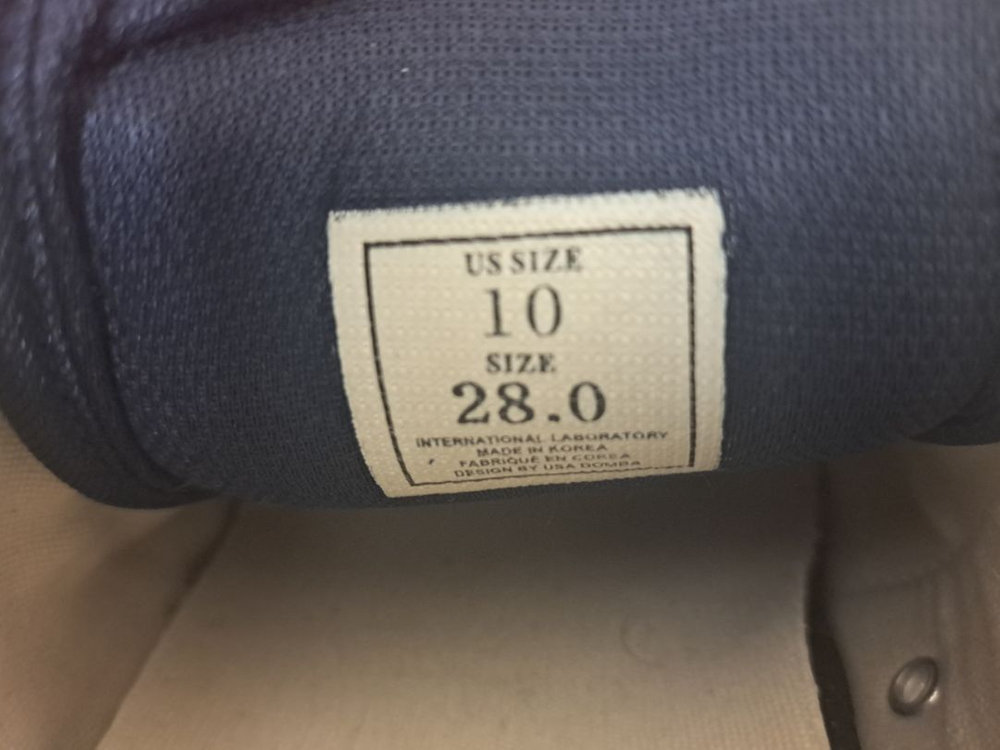 US SIZE
10
SIZE
28.0
INTERNATIONAL LABORATORY
MADE IN KOREA
FABRIQUÉ EN COREA
DESIGN BY USA DOMBA